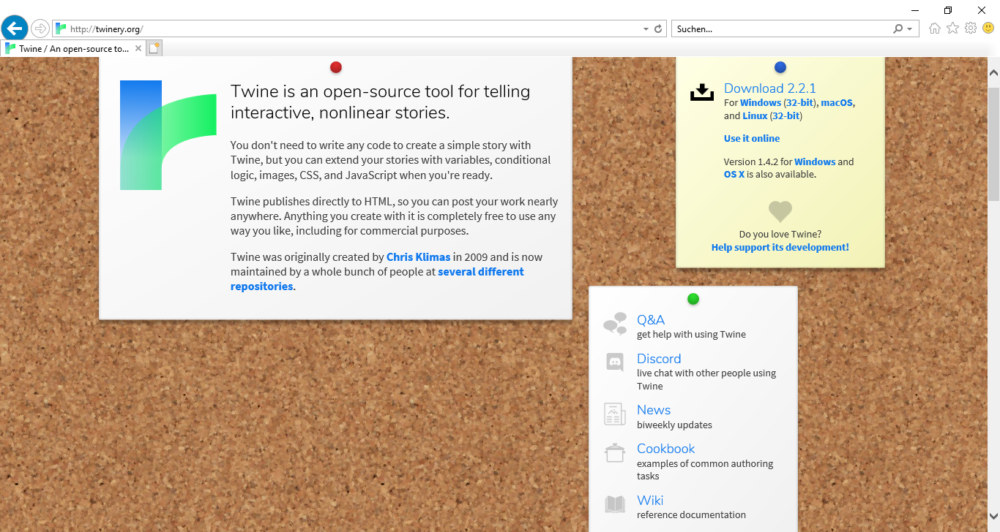 http://twinery.org/
Suchen...
Twine / An open-source to...
Twine is an open-source tool for telling
interactive, nonlinear stories.
You don't need to write any code to create a simple story with
Twine, but you can extend your stories with variables, conditional
logic, images, CSS, and JavaScript when you're ready.
Twine publishes directly to HTML, so you can post your work nearly
anywhere. Anything you create with it is completely free to use any
way you like, including for commercial purposes.
Twine was originally created by Chris Klimas in 2009 and is now
maintained by a whole bunch of people at several different
repositories.
Download 2.2.1
For Windows (32-bit), macOS,
and Linux (32-bit)
Use it online
Version 1.4.2 for Windows and
OS X is also available.
Do you love Twine?
Help support its development!
Q&A
get help with using Twine
Discord
live chat with other people using
Twine
News
biweekly updates
Cookbook
examples of common authoring
tasks
Wiki
reference documentation